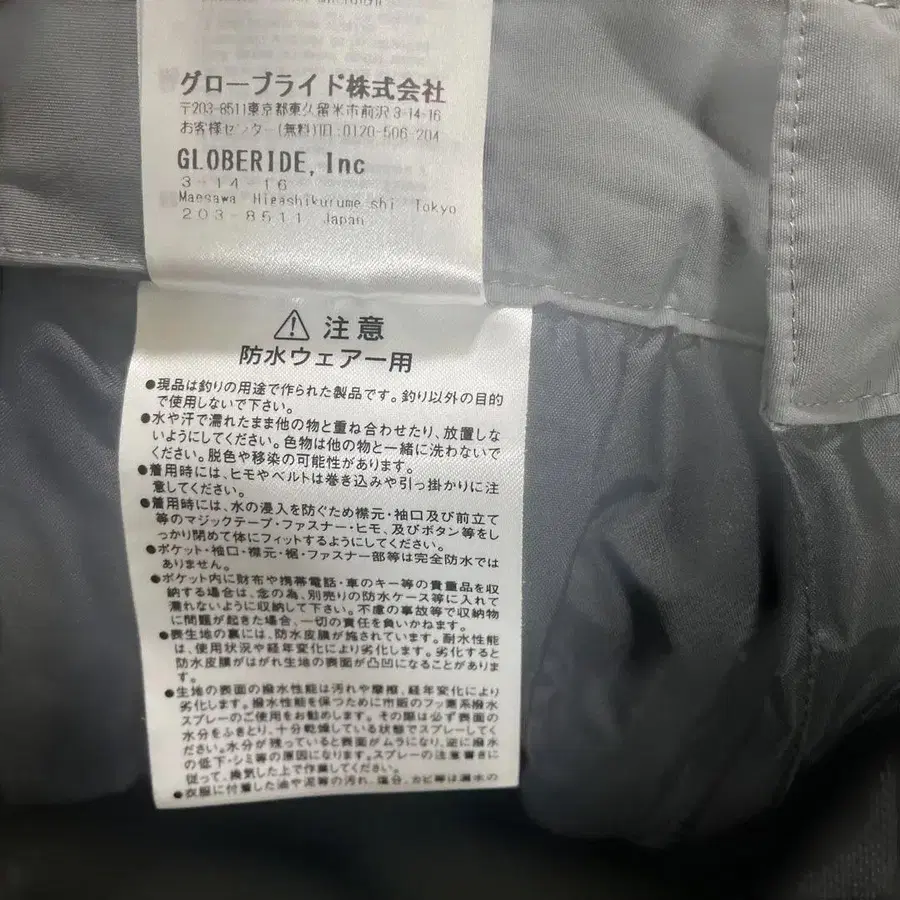 グローブライド株式会社
〒203-8511東京都東久留米市前沢3-14-16
お客様センター(無料)TEL:0120-506-204
GLOBERIDE, Inc
3-14-16
Maesawa Higashikurume shi Tokyo
203-8511 Japan
⚠ 注意
防水ウェアー用
●現品は釣りの用途で作られた製品です。釣り以外の目的
で使用しないで下さい。
●水や汗で濡れたまま他の物と重ね合わせたり、放置しな
いようにしてください。色物は他の物と一緒に洗わないで
ください。脱色や移染の可能性があります。
●着用時には、ヒモやベルトは巻き込みや引っ掛かりに注
意してください。
●着用時には、水の浸入を防ぐため襟元・袖口及び前立て
等のマジックテープ・ファスナー・ヒモ、及びボタン等をし
っかり閉めて体にフィットするようにしてください。
●ポケット・袖口・襟元・裾・ファスナー部等は完全防水では
ありません。
●ポケット内に財布や携帯電話・車のキー等の貴重品を収
納する場合は、念の為、別売りの防水ケース等に入れて
濡れないように収納して下さい。不慮の事故等で収納物
に問題が起きた場合、一切の責任を負いかねます。
●表生地の裏には、防水皮膜が施されています。耐水性能
は、使用状況や経年変化により劣化します。劣化すると
防水皮膜がはがれ生地の表面が凸凹になることがありま
す。
●生地の表面の撥水性能は汚れや摩擦、経年変化により
劣化します。撥水性能を保つために市販のフッ素系撥水
スプレーのご使用をお勧めします。その際は必ず表面の
水分をふきとり、十分乾燥している状態でスプレーしてく
ださい。水分が残っていると表面がムラになり、逆に撥水
の低下・シミ等の原因になります。スプレーの注意書きに
従って、換気した上で作業してください。
●衣服に付着した油や泥等の汚れ、塩分、カビ等は漏水の